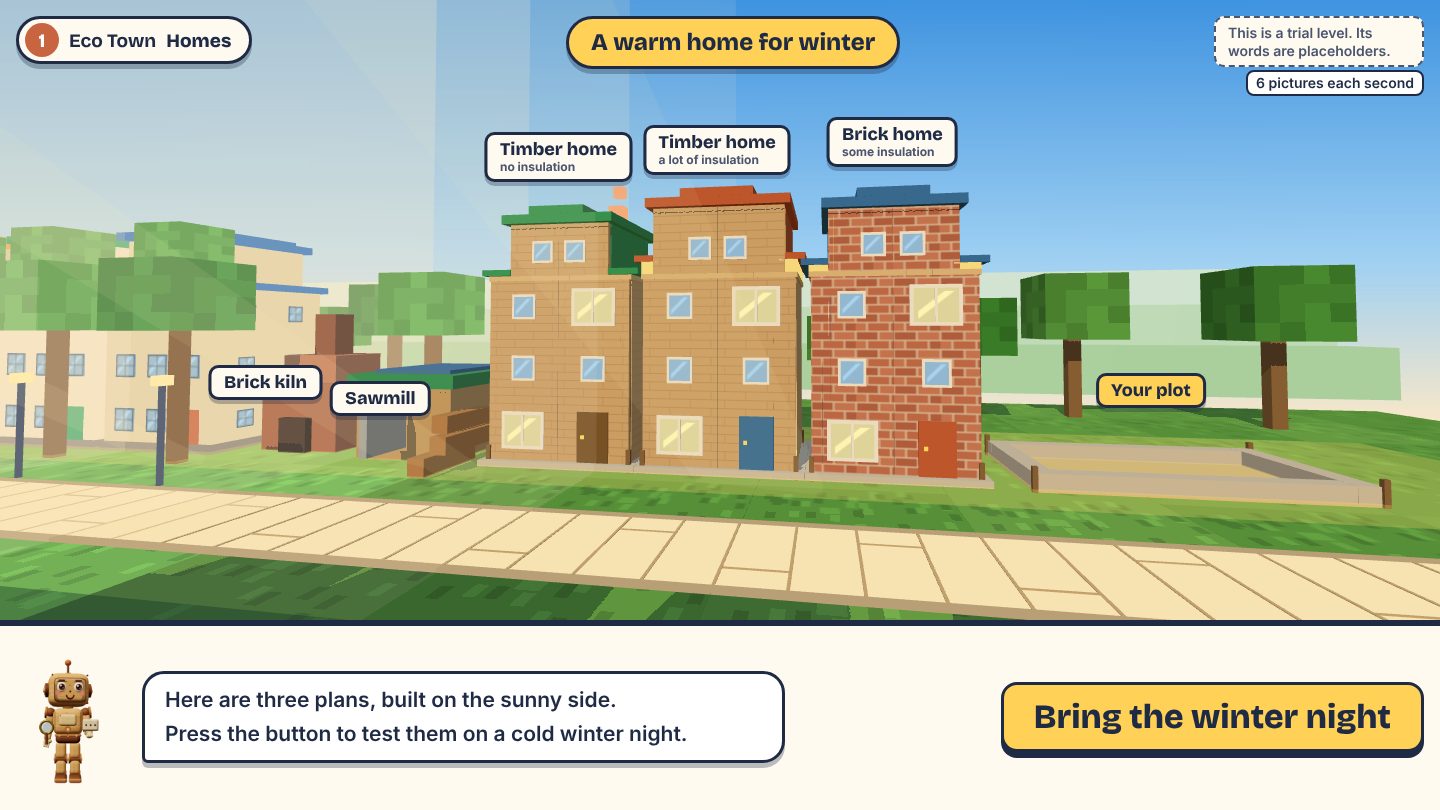 1 Eco Town Homes
A warm home for winter
This is a trial level. Its
words are placeholders.
6 pictures each second
Timber home
no insulation
Timber home
a lot of insulation
Brick home
some insulation
Brick kiln
Sawmill
Your plot
Here are three plans, built on the sunny side.
Press the button to test them on a cold winter night.
Bring the winter night